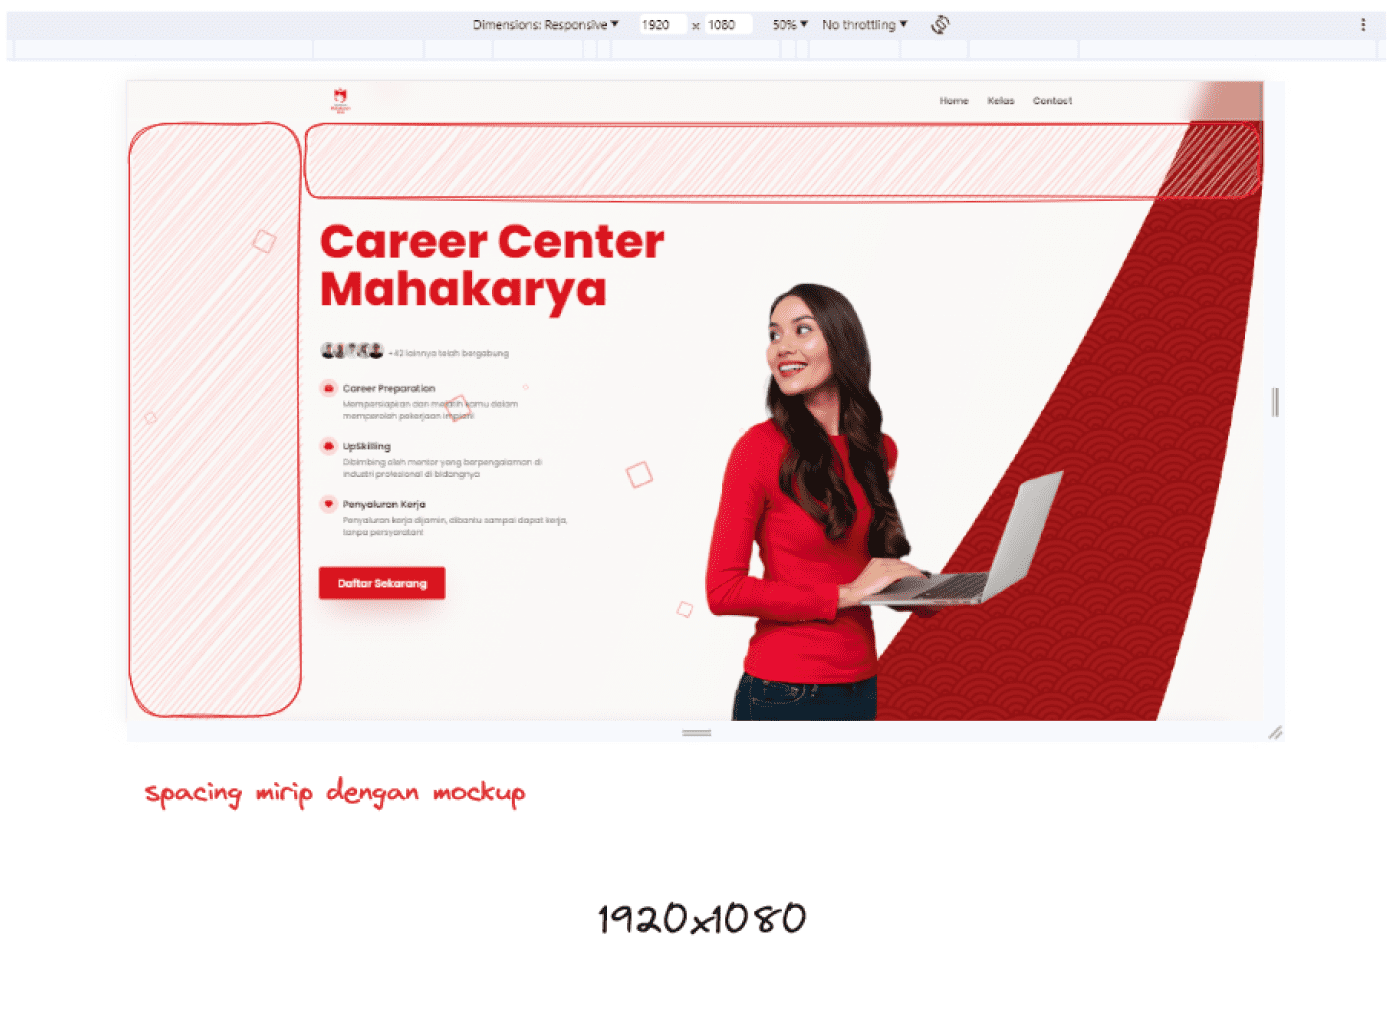 Dimensions: Responsive ▼ 1920 x 1080 50% ▼ No throttling ▼
Home Kelas Contact
Career Center
Mahakarya
+42 lainnya telah bergabung
Career Preparation
Mempersiapkan dan melatih kamu dalam
memperoleh pekerjaan impian!
UpSkilling
Dibimbing oleh mentor yang berpengalaman di
industri profesional di bidangnya
Penyaluran Kerja
Penyaluran kerja dijamin, dibantu sampai dapat kerja,
tanpa persyaratan!
Daftar Sekarang
spacing mirip dengan mockup
1920x1080